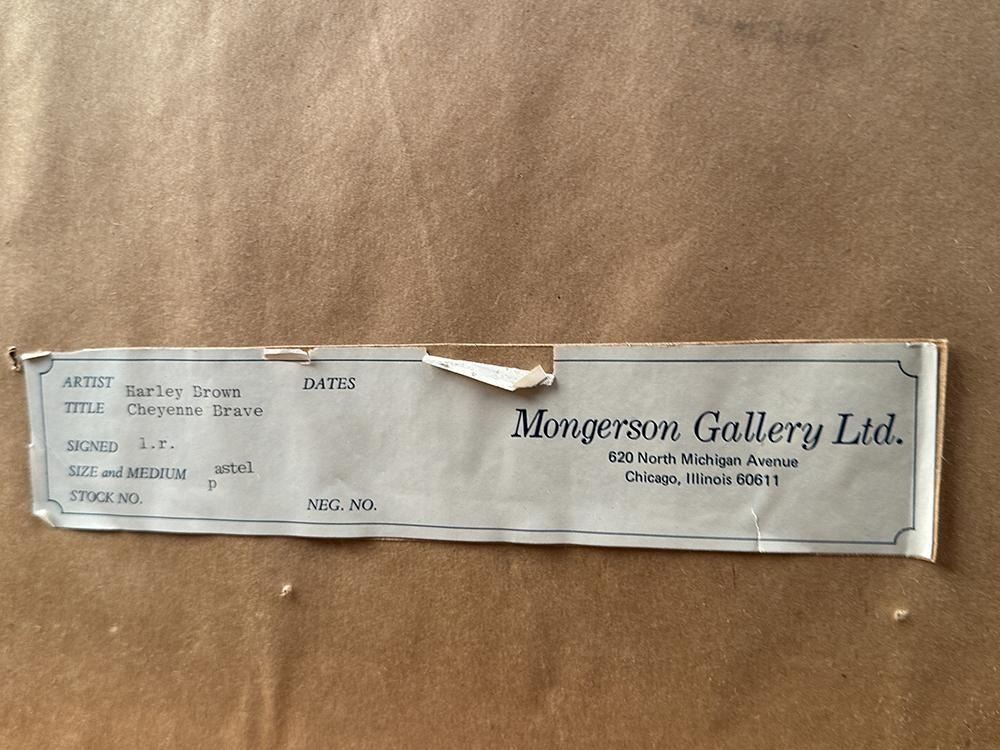 ARTIST Harley Brown
TITLE Cheyenne Brave
SIGNED l.r.
SIZE and MEDIUM astel
p
STOCK NO.
DATES
NEG. NO.
Mongerson Gallery Ltd.
620 North Michigan Avenue
Chicago, Illinois 60611